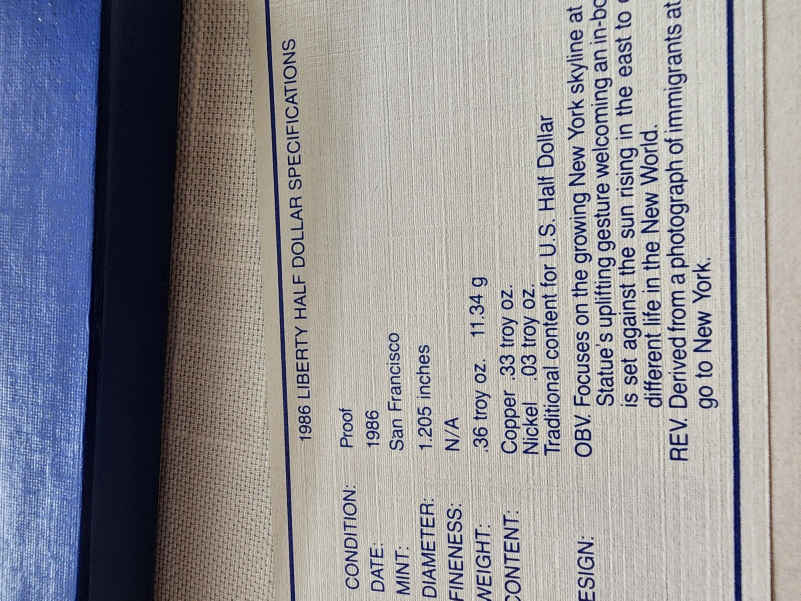 1986 LIBERTY HALF DOLLAR SPECIFICATIONS
CONDITION: Proof
DATE: 1986
MINT: San Francisco
DIAMETER: 1.205 inches
FINENESS: N/A
WEIGHT: .36 troy oz. 11.34 g
CONTENT: Copper .33 troy oz.
Nickel .03 troy oz.
Traditional content for U.S. Half Dollar
ESIGN: OBV. Focuses on the growing New York skyline at
Statue's uplifting gesture welcoming an in-bo
is set against the sun rising in the east to
different life in the New World.
REV. Derived from a photograph of immigrants at
go to New York.